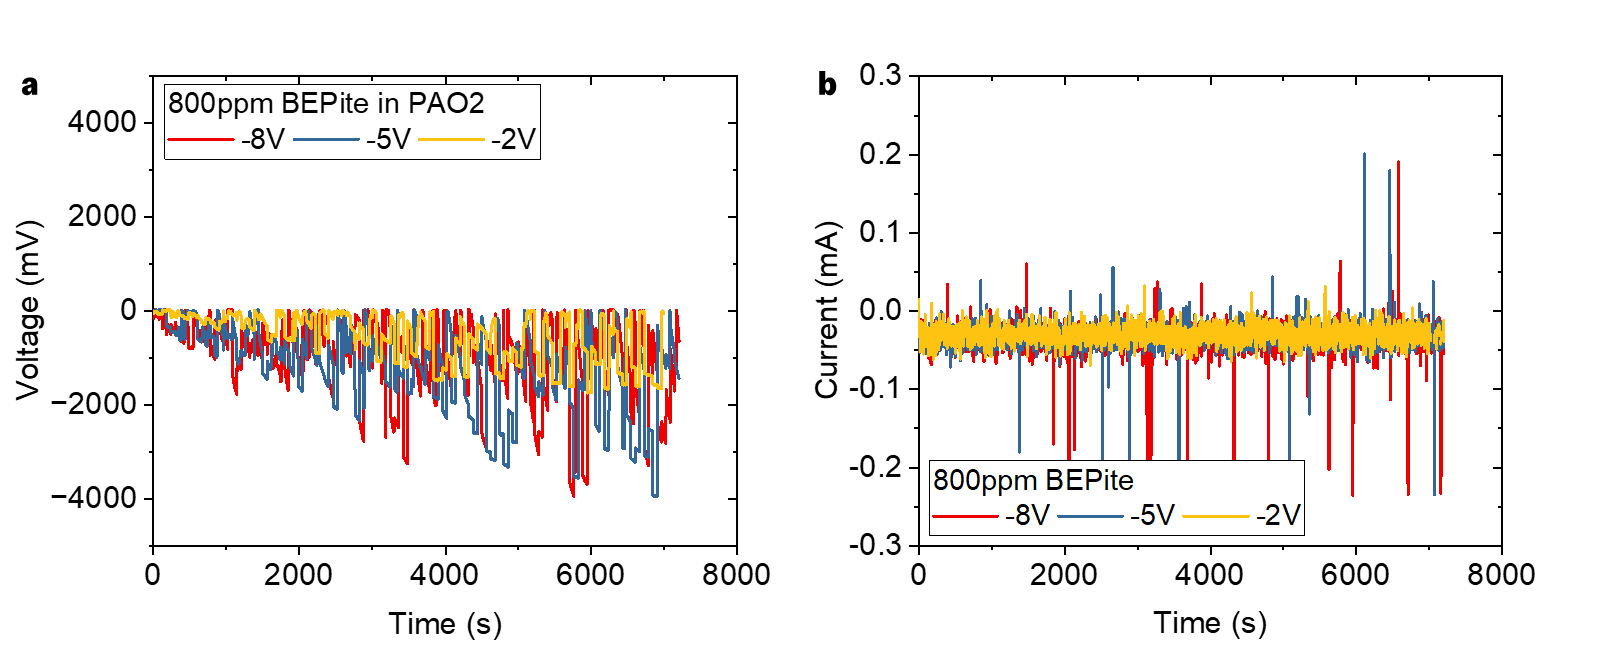 a
800ppm BEPite in PAO2
-8V -5V -2V
4000
2000
0
−2000
−4000
Voltage (mV)
0 2000 4000 6000 8000
Time (s)
b
0.3
0.2
0.1
0.0
-0.1
-0.2
-0.3
Current (mA)
800ppm BEPite
-8V -5V -2V
0 2000 4000 6000 8000
Time (s)